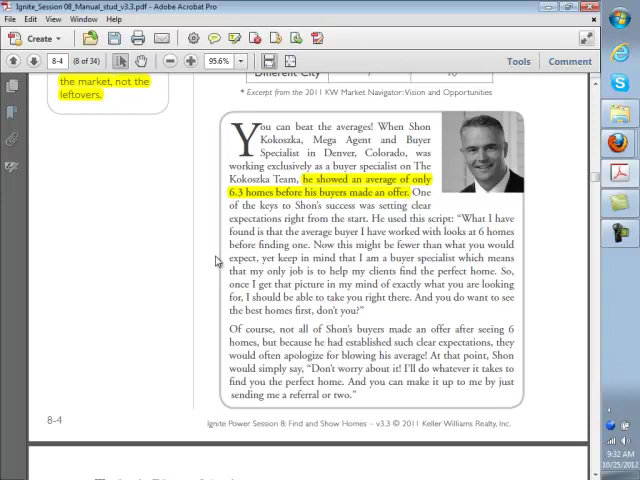 Ignite_Session 08_Manual_stud_v3.3.pdf - Adobe Acrobat Pro
File Edit View Window Help
Create
8-4 (8 of 34) 95.6% Tools Comment
the market, not the
leftovers.
Different City 7 10
* Excerpt from the 2011 KW Market Navigator: Vision and Opportunities
You can beat the averages! When Shon
Kokoszka, Mega Agent and Buyer
Specialist in Denver, Colorado, was
working exclusively as a buyer specialist on The
Kokoszka Team, he showed an average of only
6.3 homes before his buyers made an offer. One
of the keys to Shon's success was setting clear
expectations right from the start. He used this script: “What I have
found is that the average buyer I have worked with looks at 6 homes
before finding one. Now this might be fewer than what you would
expect, yet keep in mind that I am a buyer specialist which means
that my only job is to help my clients find the perfect home. So,
once I get that picture in my mind of exactly what you are looking
for, I should be able to take you right there. And you do want to see
the best homes first, don't you?”
Of course, not all of Shon's buyers made an offer after seeing 6
homes, but because he had established such clear expectations, they
would often apologize for blowing his average! At that point, Shon
would simply say, “Don't worry about it! I'll do whatever it takes to
find you the perfect home. And you can make it up to me by just
sending me a referral or two.”
8-4
Ignite Power Session 8: Find and Show Homes – v3.3 © 2011 Keller Williams Realty, Inc.
9:32 AM
10/25/2012